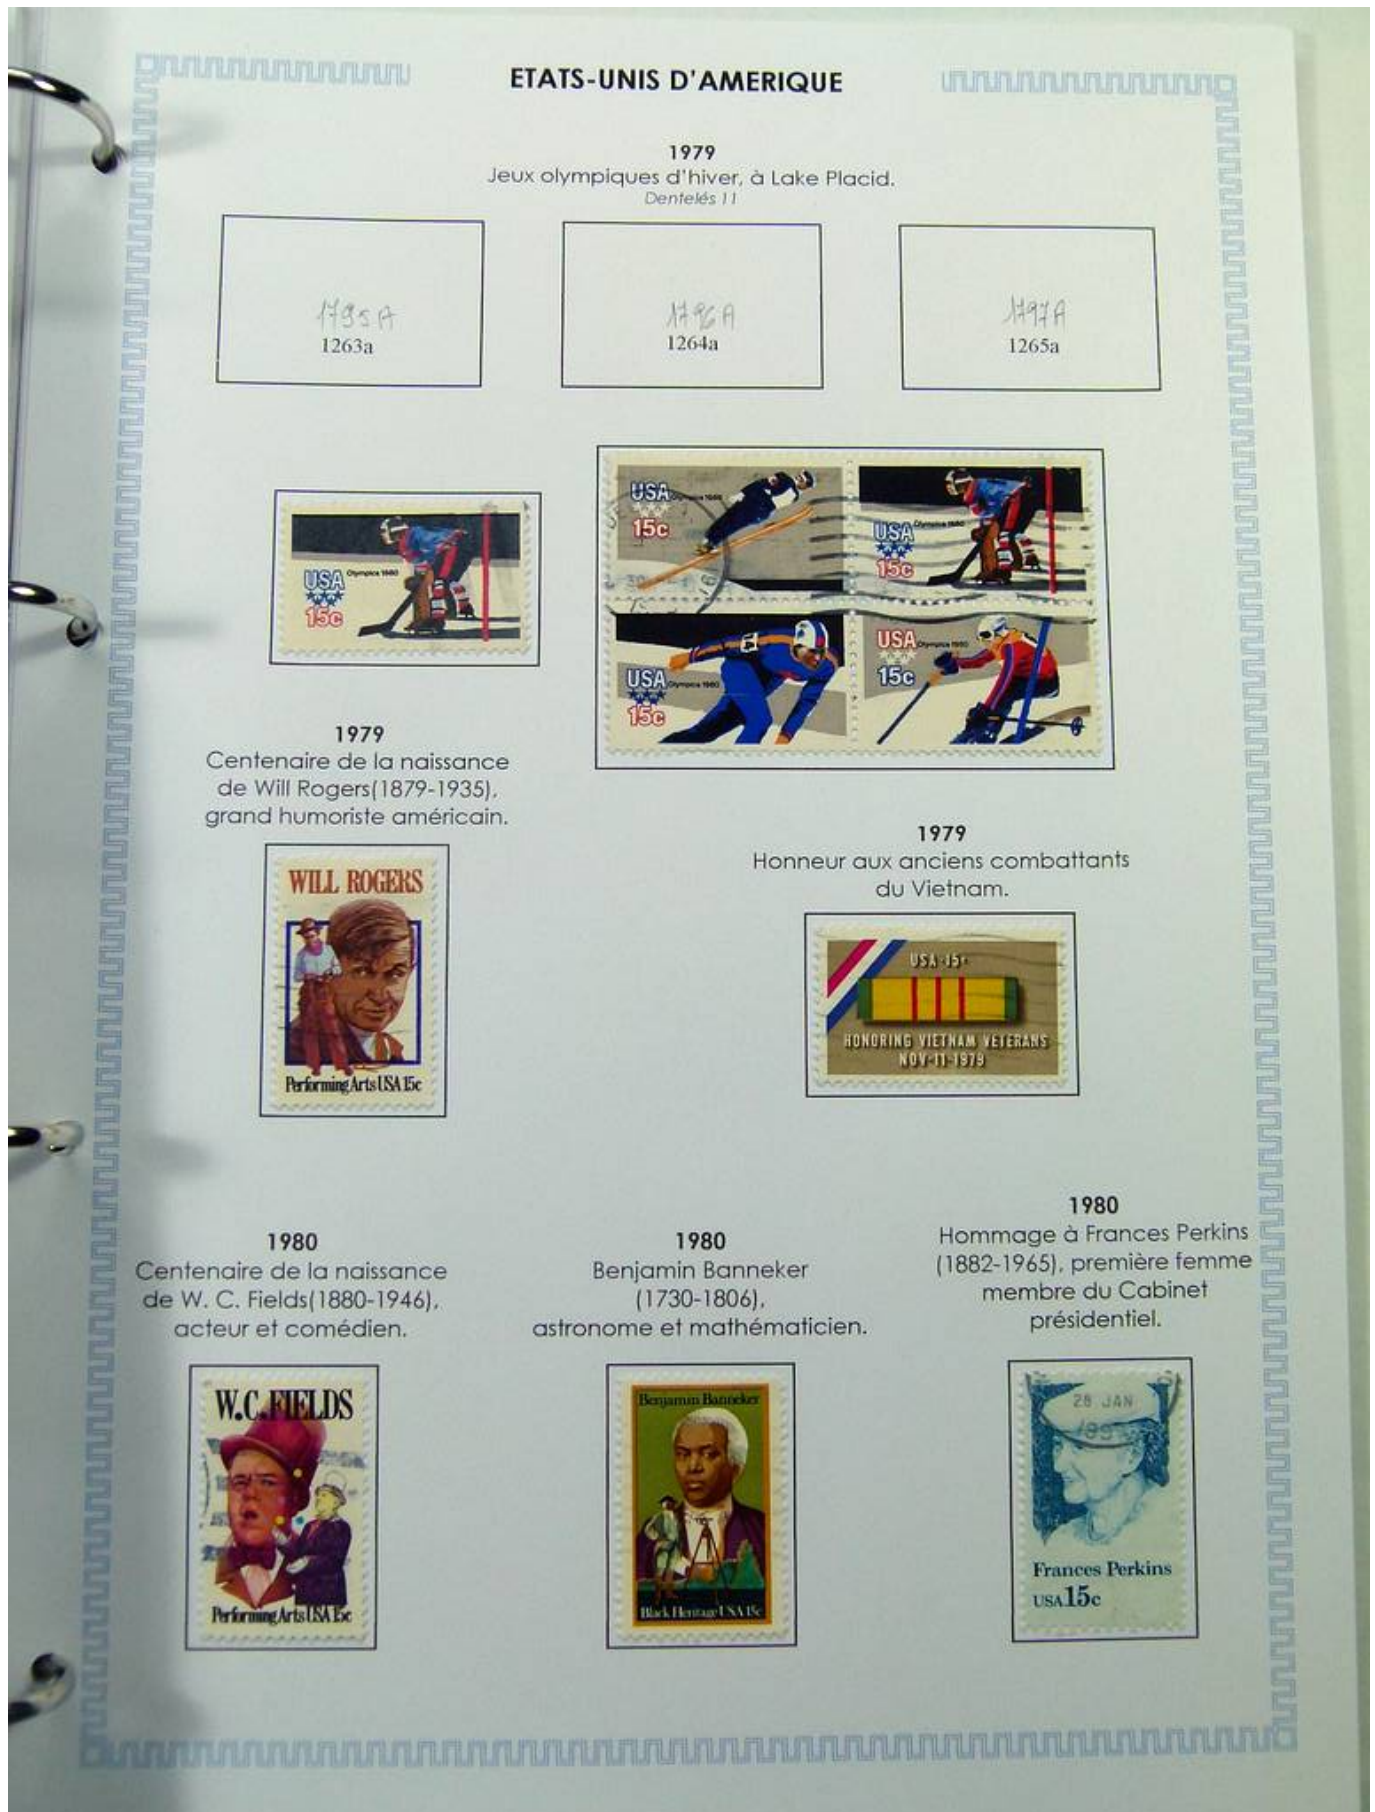 ETATS-UNIS D'AMERIQUE
1979
Jeux olympiques d'hiver, à Lake Placid.
Dentelés 11
1795A
1263a
1796A
1264a
1797A
1265a
USA Olympics 1980
15c
USA Olympics 1980
15c
USA Olympics 1980
15c
USA Olympics 1980
15c
USA Olympics 1980
15c
1979
Centenaire de la naissance
de Will Rogers(1879-1935),
grand humoriste américain.
WILL ROGERS
Performing Arts USA 15c
1979
Honneur aux anciens combattants
du Vietnam.
USA·15c
HONORING VIETNAM VETERANS
NOV·11·1979
1980
Centenaire de la naissance
de W. C. Fields(1880-1946),
acteur et comédien.
W.C.FIELDS
Performing Arts USA 15c
1980
Benjamin Banneker
(1730-1806),
astronome et mathématicien.
Benjamin Banneker
Black Heritage USA 15c
1980
Hommage à Frances Perkins
(1882-1965), première femme
membre du Cabinet
présidentiel.
28 JAN
Frances Perkins
USA 15c